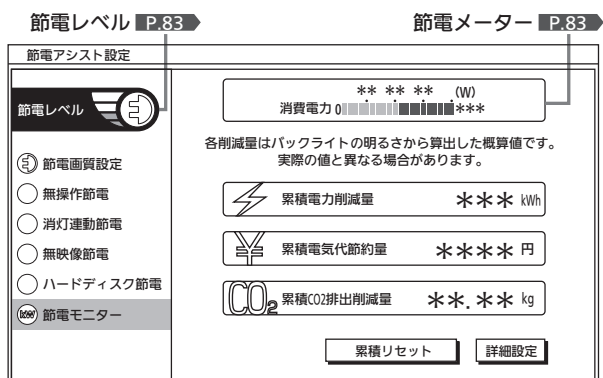 節電レベル P.83
節電メーター P.83
節電アシスト設定
節電レベル
節電画質設定
無操作節電
消灯連動節電
無映像節電
ハードディスク節電
節電モニター
** ** ** (W)
消費電力 0 ***
各削減量はバックライトの明るさから算出した概算値です。
実際の値と異なる場合があります。
累積電力削減量 *** kWh
¥ 累積電気代節約量 **** 円
CO2 累積CO2排出削減量 **.** kg
累積リセット 詳細設定